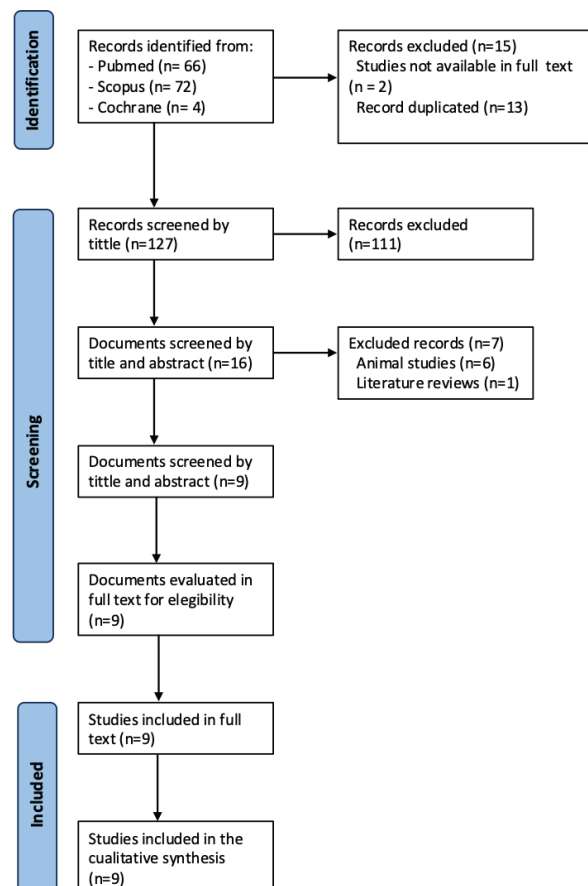 Identification
Records identified from:
- Pubmed (n= 66)
- Scopus (n= 72)
- Cochrane (n= 4)
Records excluded (n=15)
Studies not available in full text
(n = 2)
Record duplicated (n=13)
Screening
Records screened by
tittle (n=127)
Records excluded
(n=111)
Documents screened by
title and abstract (n=16)
Excluded records (n=7)
Animal studies (n=6)
Literature reviews (n=1)
Documents screened by
tittle and abstract (n=9)
Documents evaluated in
full text for elegibility
(n=9)
Included
Studies included in full
text (n=9)
Studies included in the
cualitative synthesis
(n=9)